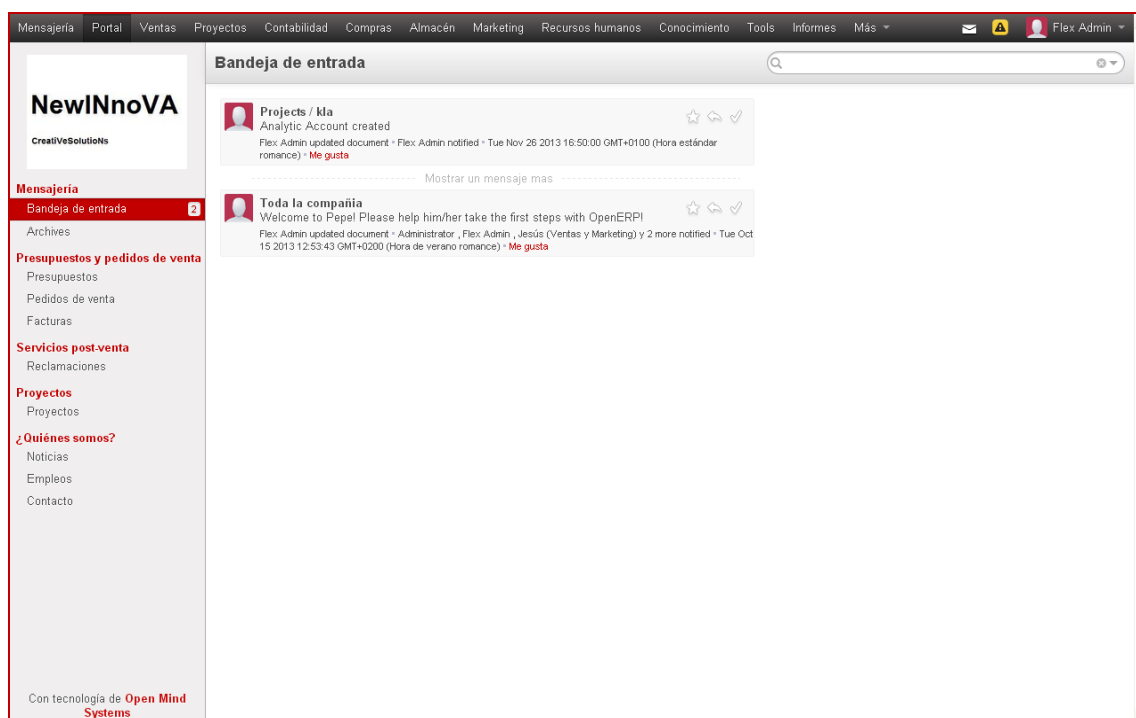 Mensajería Portal Ventas Proyectos Contabilidad Compras Almacén Marketing Recursos humanos Conocimiento Tools Informes Más Flex Admin
NewINnoVA
CreatiVeSolutioNs
Mensajería
Bandeja de entrada 2
Archives
Presupuestos y pedidos de venta
Presupuestos
Pedidos de venta
Facturas
Servicios post-venta
Reclamaciones
Proyectos
Proyectos
¿Quiénes somos?
Noticias
Empleos
Contacto
Con tecnología de Open Mind
Systems
Bandeja de entrada
Projects / kla
Analytic Account created
Flex Admin updated document • Flex Admin notified • Tue Nov 26 2013 16:50:00 GMT+0100 (Hora estándar
romance) • Me gusta
Mostrar un mensaje mas
Toda la compañia
Welcome to Pepe! Please help him/her take the first steps with OpenERP!
Flex Admin updated document • Administrator , Flex Admin , Jesús (Ventas y Marketing) y 2 more notified • Tue Oct
15 2013 12:53:43 GMT+0200 (Hora de verano romance) • Me gusta